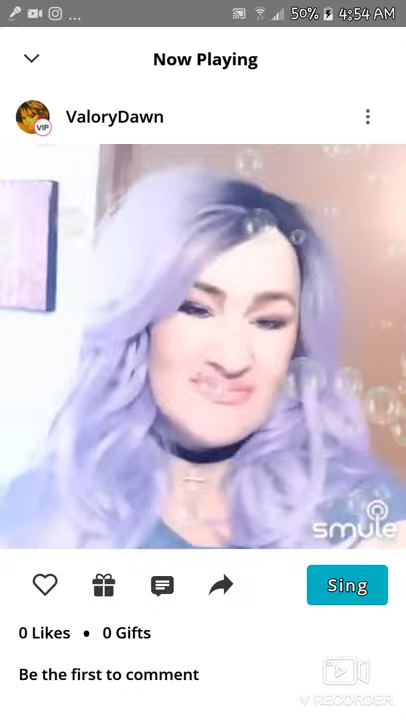 50% 4:54 AM
Now Playing
VIP
ValoryDawn
smule
Sing
0 Likes • 0 Gifts
Be the first to comment
V RECORDER